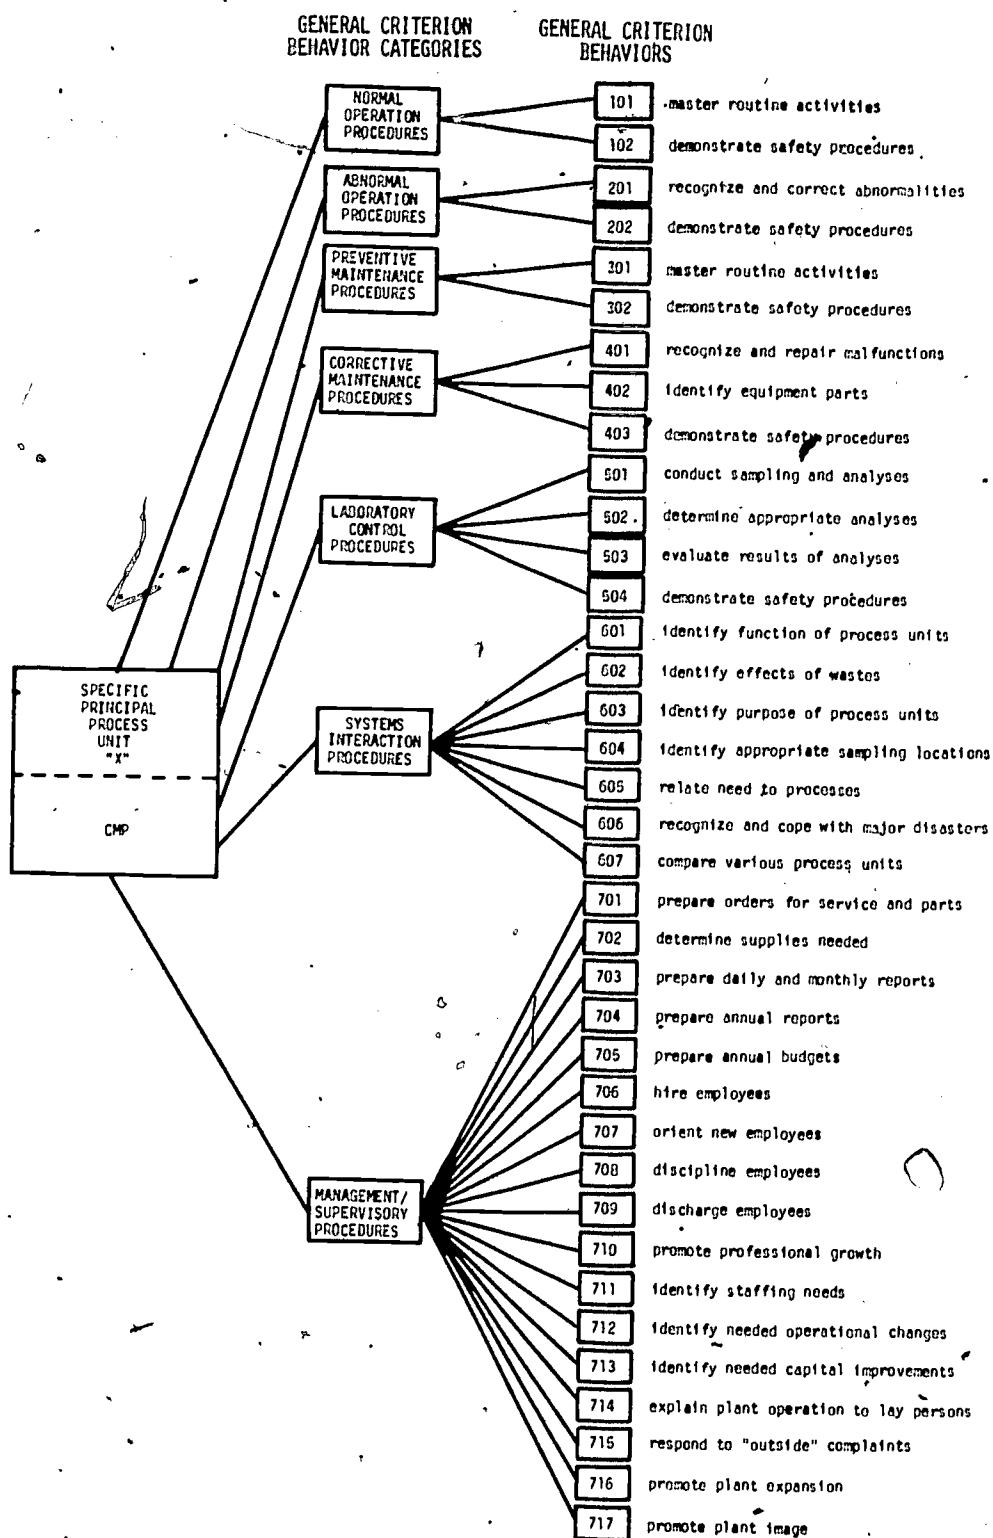 GENERAL CRITERION
BEHAVIOR CATEGORIES
GENERAL CRITERION
BEHAVIORS
NORMAL
OPERATION
PROCEDURES
101 master routine activities
102 demonstrate safety procedures
ABNORMAL
OPERATION
PROCEDURES
201 recognize and correct abnormalities
202 demonstrate safety procedures
PREVENTIVE
MAINTENANCE
PROCEDURES
301 master routine activities
302 demonstrate safety procedures
CORRECTIVE
MAINTENANCE
PROCEDURES
401 recognize and repair malfunctions
402 identify equipment parts
403 demonstrate safety procedures
LABORATORY
CONTROL
PROCEDURES
501 conduct sampling and analyses
502 determine appropriate analyses
503 evaluate results of analyses
504 demonstrate safety procedures
SPECIFIC
PRINCIPAL
PROCESS
UNIT
"X"
CMP
SYSTEMS
INTERACTION
PROCEDURES
601 identify function of process units
602 identify effects of wastes
603 identify purpose of process units
604 identify appropriate sampling locations
605 relate need to processes
606 recognize and cope with major disasters
607 compare various process units
MANAGEMENT/
SUPERVISORY
PROCEDURES
701 prepare orders for service and parts
702 determine supplies needed
703 prepare daily and monthly reports
704 prepare annual reports
705 prepare annual budgets
706 hire employees
707 orient new employees
708 discipline employees
709 discharge employees
710 promote professional growth
711 identify staffing needs
712 identify needed operational changes
713 identify needed capital improvements
714 explain plant operation to lay persons
715 respond to "outside" complaints
716 promote plant expansion
717 promote plant image